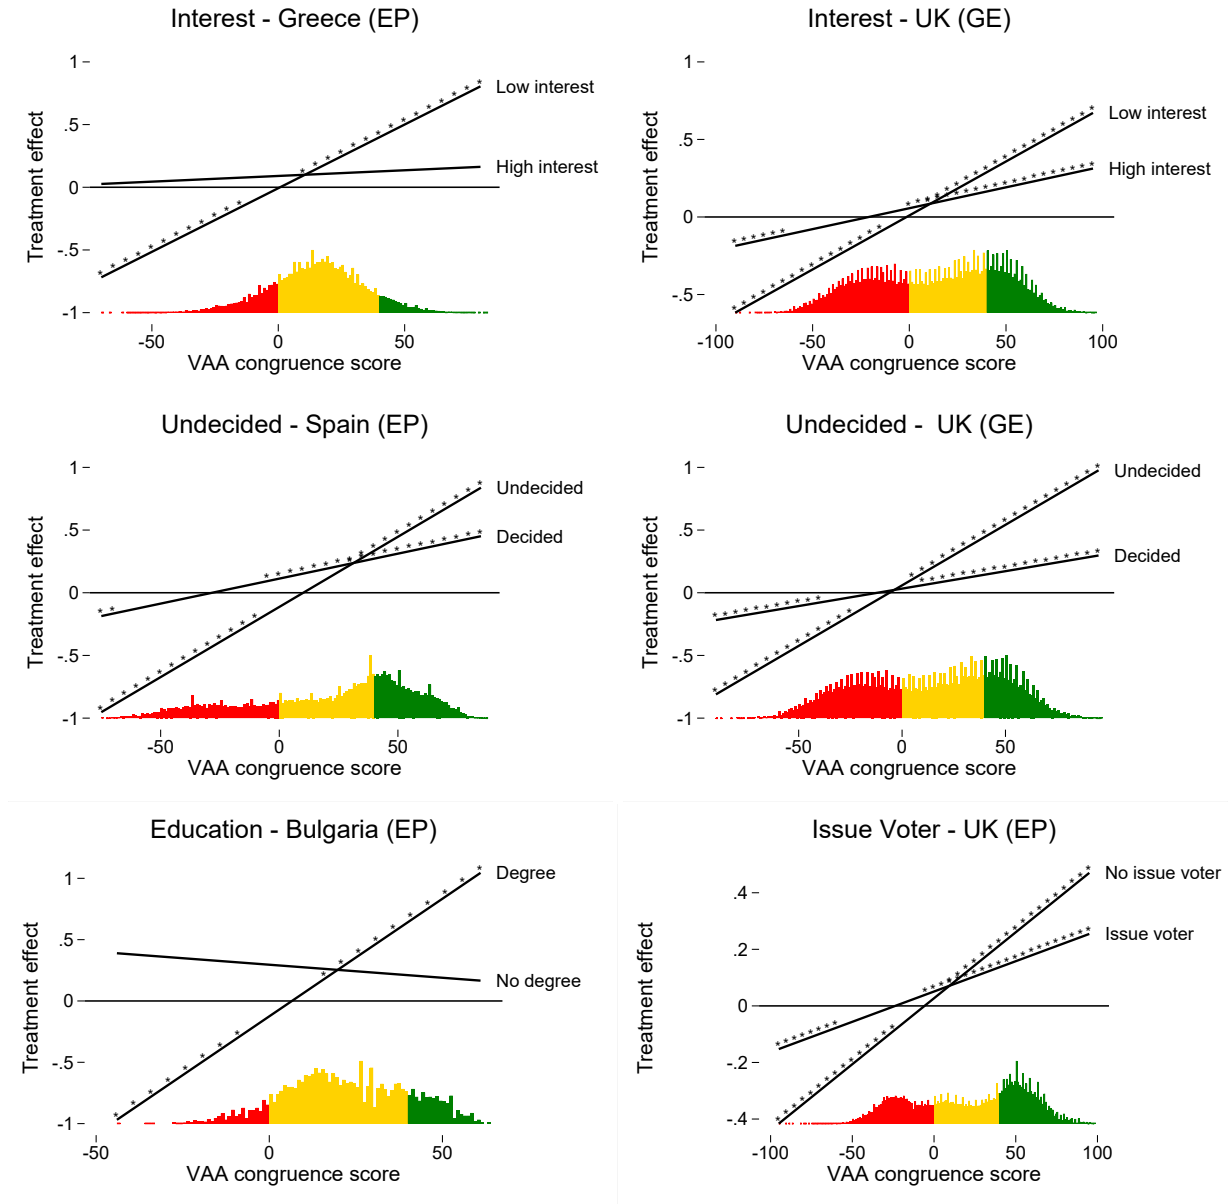 Interest - Greece (EP)
Treatment effect
1
.5
0
-.5
-1
Low interest
High interest
-50
0
50
VAA congruence score
Interest - UK (GE)
Treatment effect
1
.5
0
-.5
Low interest
High interest
-100
-50
0
50
100
VAA congruence score
Undecided - Spain (EP)
Treatment effect
1
.5
0
-.5
-1
Undecided
Decided
-50
0
50
VAA congruence score
Undecided - UK (GE)
Treatment effect
1
.5
0
-.5
-1
Undecided
Decided
-50
0
50
VAA congruence score
Education - Bulgaria (EP)
Treatment effect
1
.5
0
-.5
-1
Degree
No degree
-50
0
50
VAA congruence score
Issue Voter - UK (EP)
Treatment effect
.4
.2
0
-.2
-.4
No issue voter
Issue voter
-100
-50
0
50
100
VAA congruence score